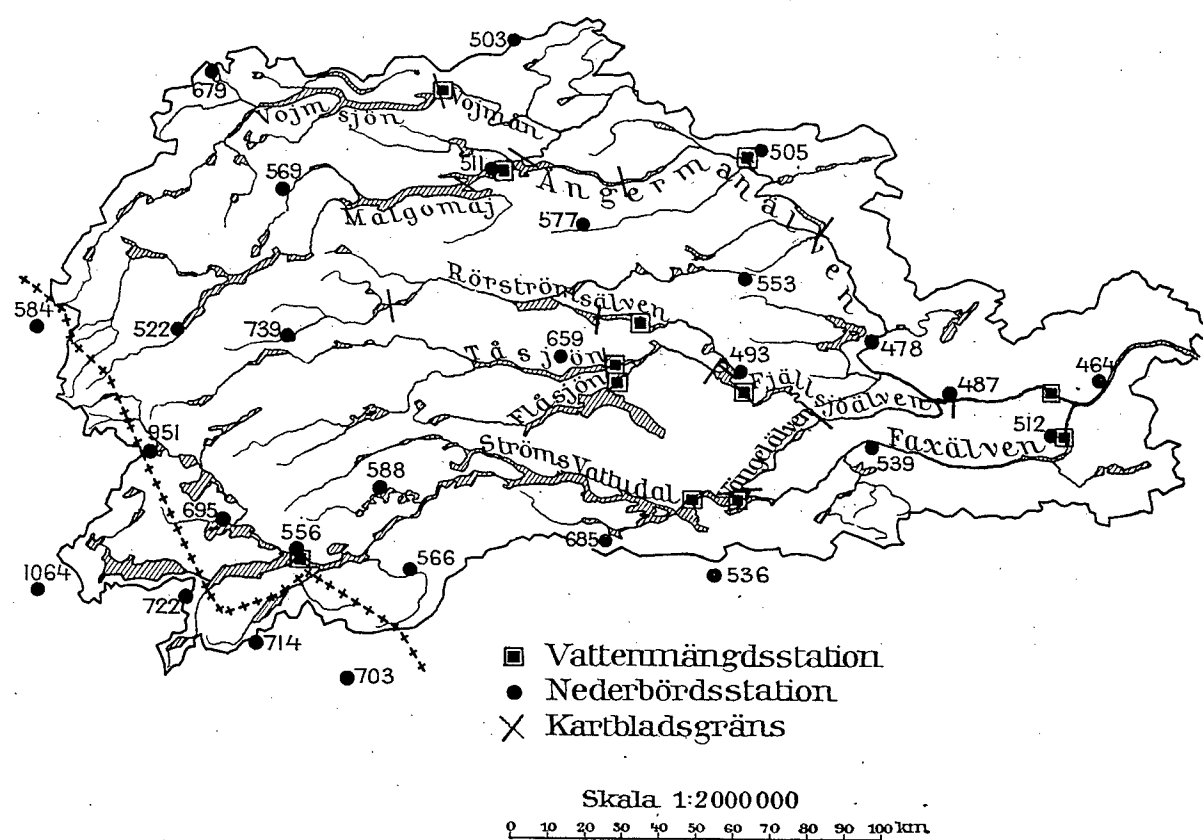 503
679
Vojmsjön
Vojmån
505
511
569
Ångermanälven
Malgomaj
577
Rörströmsälven
553
584
522
739
659
478
Tåsjön
493
464
Flåsjön
Fjällsjöälven
487
512
951
Ströms Vattudal
Vängelälven
Faxälven
539
588
695
556
685
566
536
1064
722
714
703
Vattenmängdsstation
Nederbördsstation
Kartbladsgräns
Skala 1:2000000
0 10 20 30 40 50 60 70 80 90 100 km.